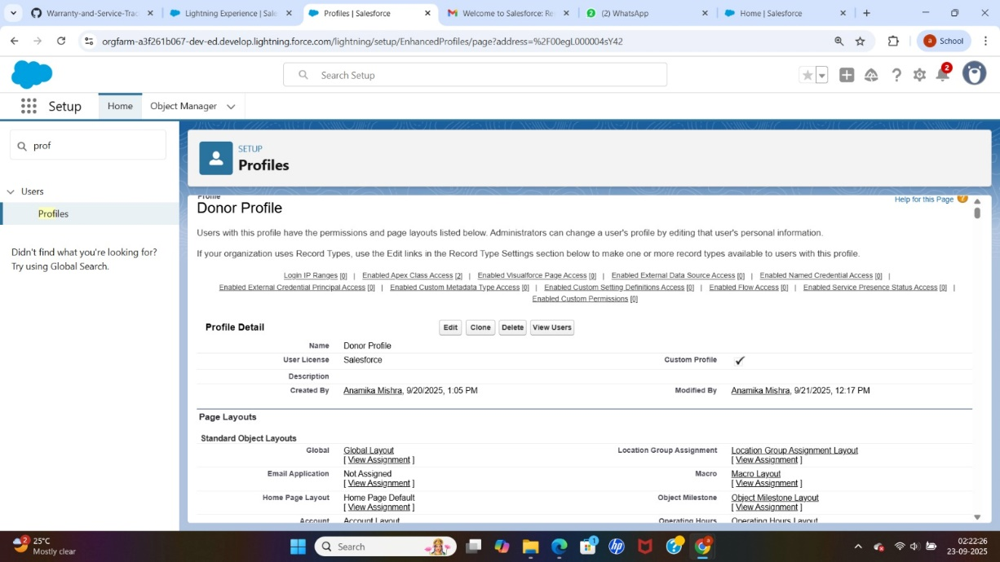 Warranty-and-Service-Trac
Lightning Experience | Sale
Profiles | Salesforce
Welcome to Salesforce: Re
(2) WhatsApp
Home | Salesforce
orgfarm-a3f261b067-dev-ed.develop.lightning.force.com/lightning/setup/EnhancedProfiles/page?address=%2F00egL000004sY42
a School
Search Setup
2
Setup
Home
Object Manager
prof
Users
Profiles
Didn't find what you're looking for?
Try using Global Search.
SETUP
Profiles
Profile
Donor Profile
Help for this Page
Users with this profile have the permissions and page layouts listed below. Administrators can change a user's profile by editing that user's personal information.
If your organization uses Record Types, use the Edit links in the Record Type Settings section below to make one or more record types available to users with this profile.
Login IP Ranges [0] | Enabled Apex Class Access [2] | Enabled Visualforce Page Access [0] | Enabled External Data Source Access [0] | Enabled Named Credential Access [0] |
Enabled External Credential Principal Access [0] | Enabled Custom Metadata Type Access [0] | Enabled Custom Setting Definitions Access [0] | Enabled Flow Access [0] | Enabled Service Presence Status Access [0] |
Enabled Custom Permissions [0]
Profile Detail
Edit Clone Delete View Users
Name Donor Profile
User License Salesforce Custom Profile ✓
Description
Created By Anamika Mishra, 9/20/2025, 1:05 PM Modified By Anamika Mishra, 9/21/2025, 12:17 PM
Page Layouts
Standard Object Layouts
Global Global Layout Location Group Assignment Location Group Assignment Layout
[ View Assignment ] [ View Assignment ]
Email Application Not Assigned Macro Macro Layout
[ View Assignment ] [ View Assignment ]
Home Page Layout Home Page Default Object Milestone Object Milestone Layout
[ View Assignment ] [ View Assignment ]
Account Account Layout Operating Hours Operating Hours Layout
2
25°C
Mostly clear
Search
02:22:26
23-09-2025